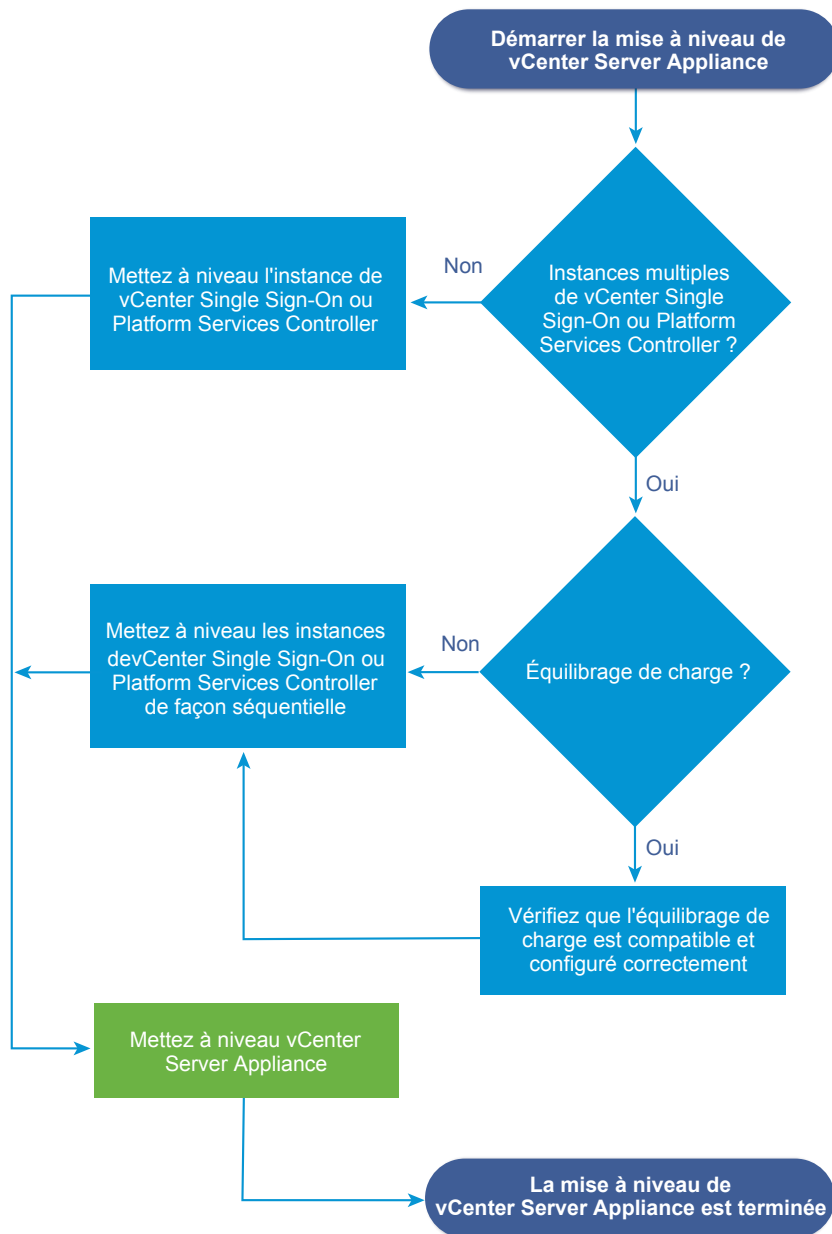 Démarrer la mise à niveau de
vCenter Server Appliance
Non
Mettez à niveau l'instance de
vCenter Single Sign-On ou
Platform Services Controller
Instances multiples
de vCenter Single
Sign-On ou Platform
Services Controller ?
Oui
Mettez à niveau les instances
devCenter Single Sign-On ou
Platform Services Controller
de façon séquentielle
Non
Équilibrage de charge ?
Oui
Vérifiez que l'équilibrage de
charge est compatible et
configuré correctement
Mettez à niveau vCenter
Server Appliance
La mise à niveau de
vCenter Server Appliance est terminée